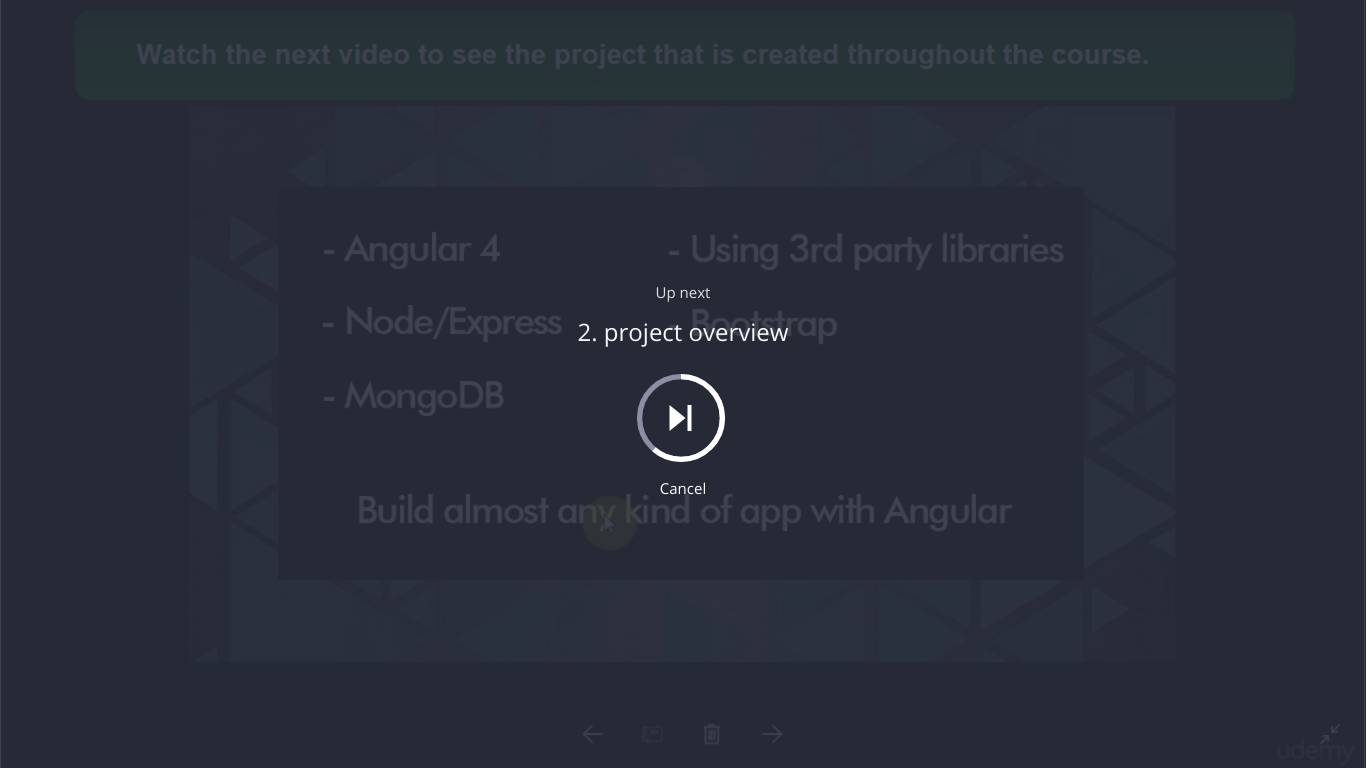 Watch the next video to see the project that is created throughout the course.
- Angular 4
- Using 3rd party libraries
Up next
- Node/Express
- Bootstrap
2. project overview
- MongoDB
Cancel
Build almost any kind of app with Angular
udemy